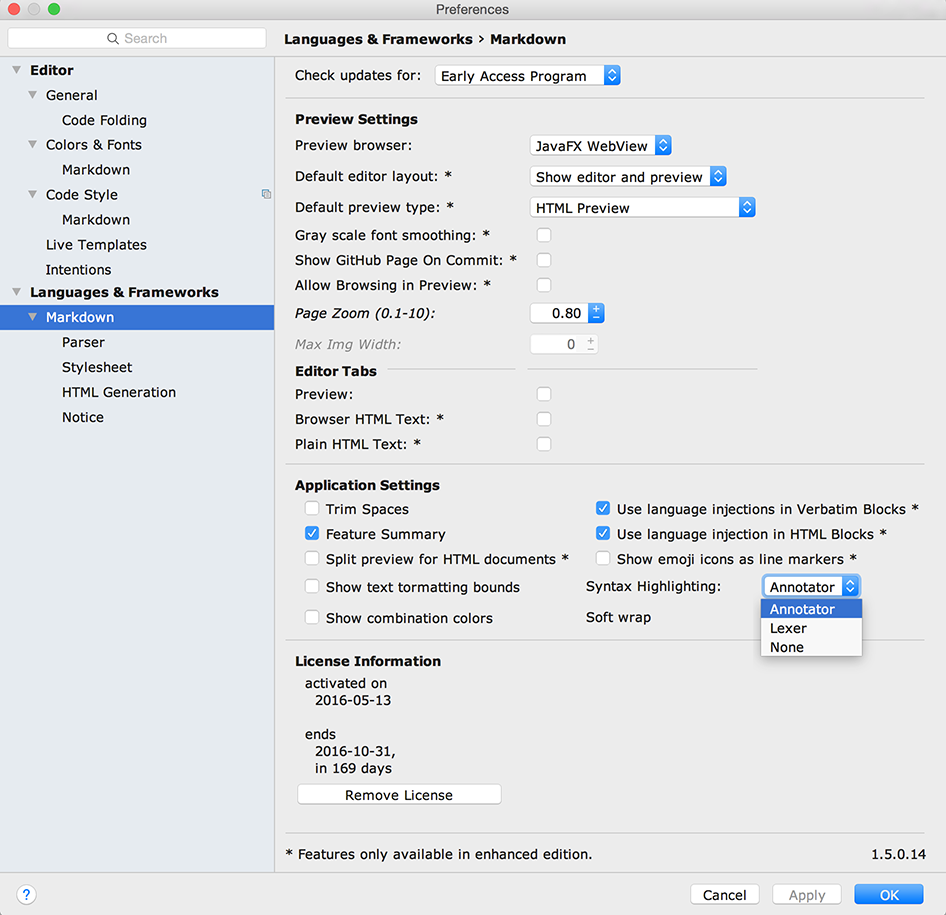 Preferences
Search
Languages & Frameworks › Markdown
Editor
General
Code Folding
Colors & Fonts
Markdown
Code Style
Markdown
Live Templates
Intentions
Languages & Frameworks
Markdown
Parser
Stylesheet
HTML Generation
Notice
Check updates for: Early Access Program
Preview Settings
Preview browser: JavaFX WebView
Default editor layout: * Show editor and preview
Default preview type: * HTML Preview
Gray scale font smoothing: *
Show GitHub Page On Commit: *
Allow Browsing in Preview: *
Page Zoom (0.1-10): 0.80
Max Img Width: 0
Editor Tabs
Preview:
Browser HTML Text: *
Plain HTML Text: *
Application Settings
Trim Spaces Use language injections in Verbatim Blocks *
Feature Summary Use language injection in HTML Blocks *
Split preview for HTML documents * Show emoji icons as line markers *
Show text tormatting bounds Syntax Highlighting: Annotator
Annotator
Show combination colors Soft wrap
Lexer
None
License Information
activated on
2016-05-13
ends
2016-10-31,
in 169 days
Remove License
* Features only available in enhanced edition. 1.5.0.14
? Cancel Apply OK